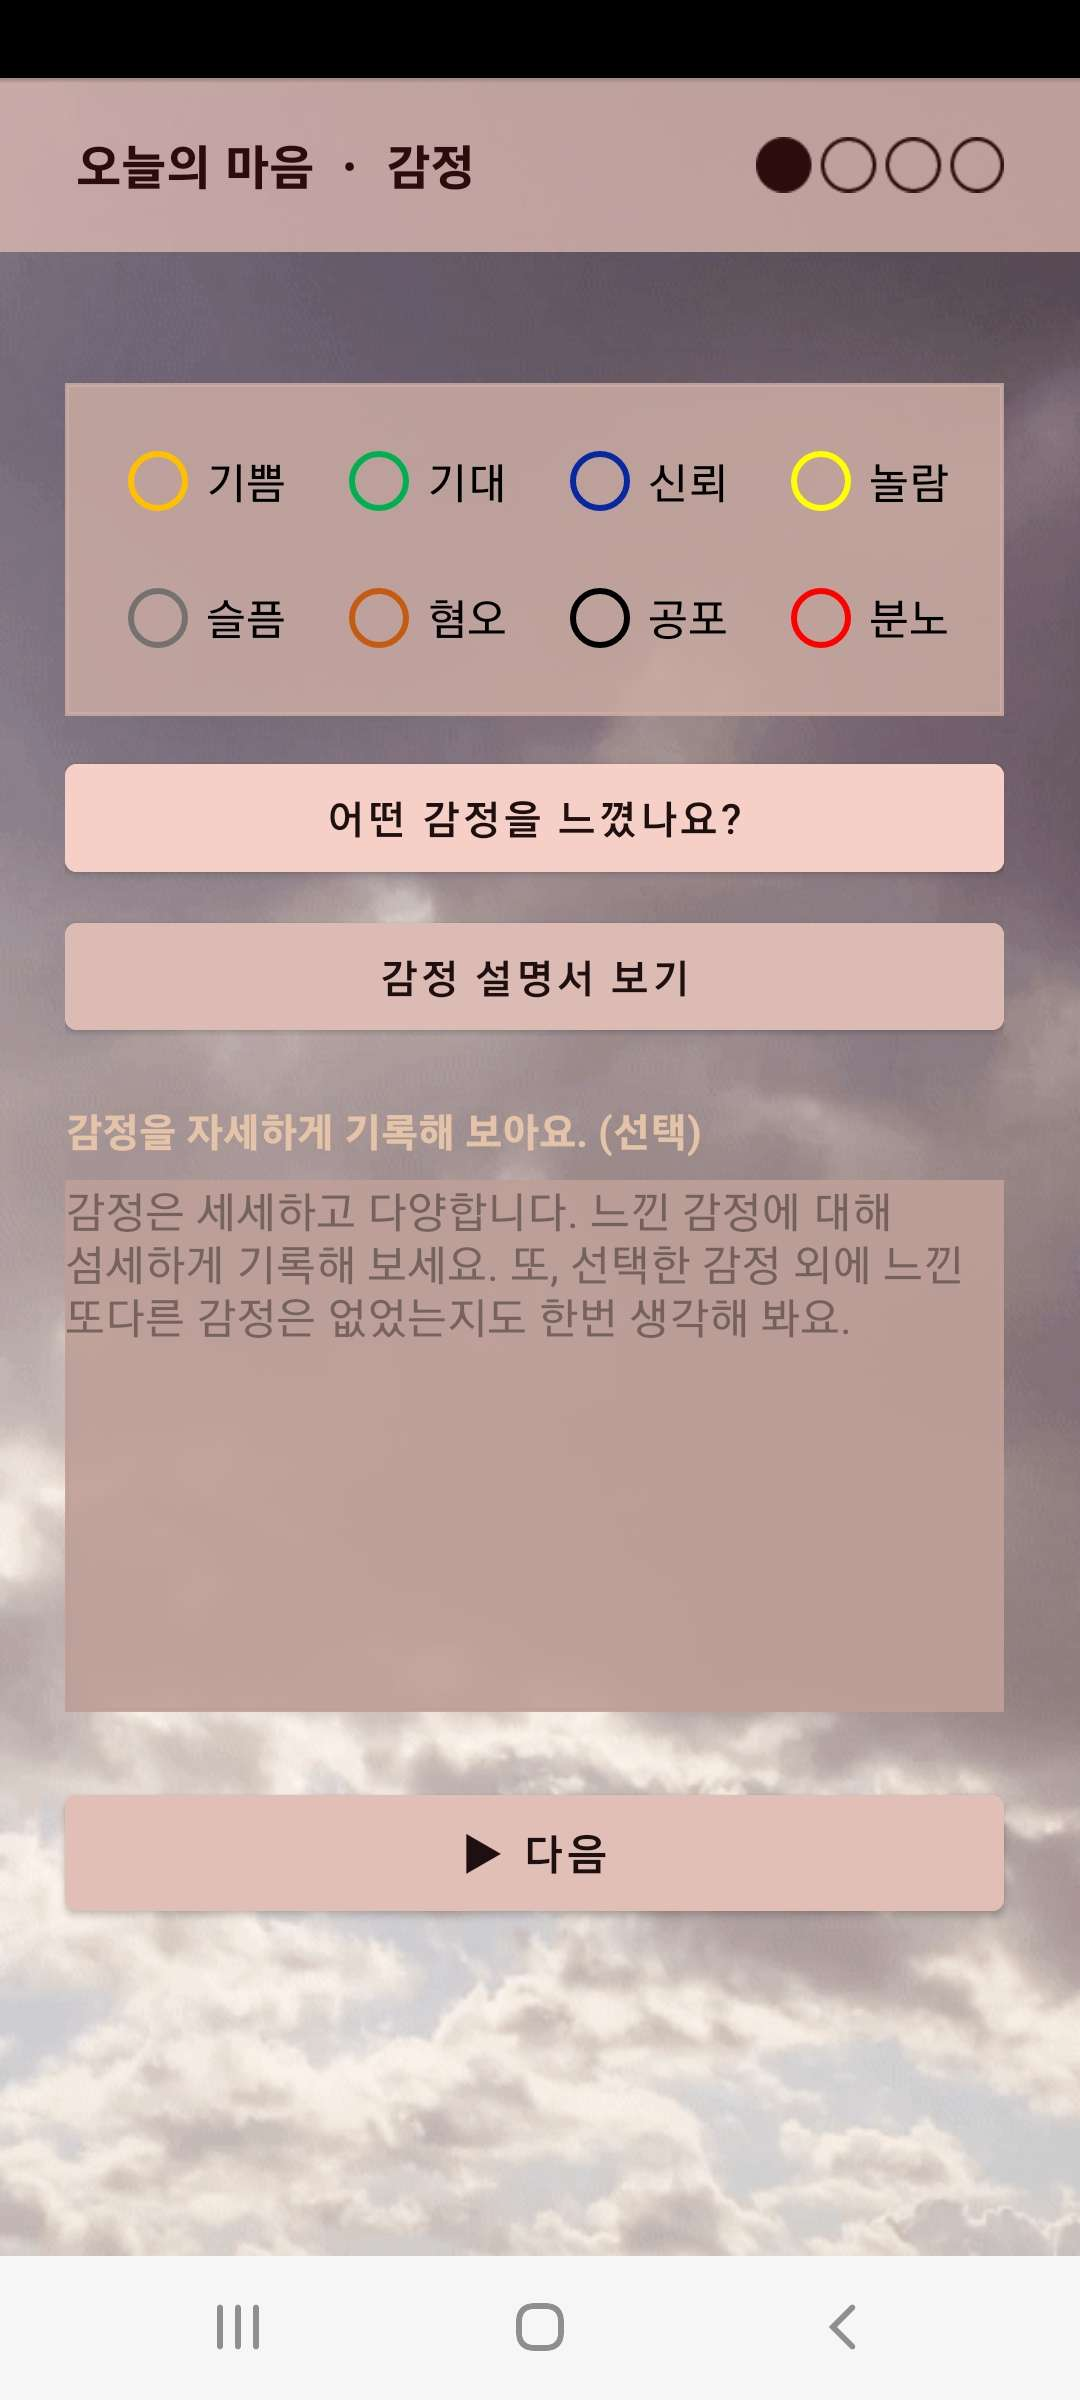 오늘의 마음 · 감정
기쁨 기대 신뢰 놀람
슬픔 혐오 공포 분노
어떤 감정을 느꼈나요?
감정 설명서 보기
감정을 자세하게 기록해 보아요. (선택)
감정은 세세하고 다양합니다. 느낀 감정에 대해
섬세하게 기록해 보세요. 또, 선택한 감정 외에 느낀
또다른 감정은 없었는지도 한번 생각해 봐요.
▶ 다음